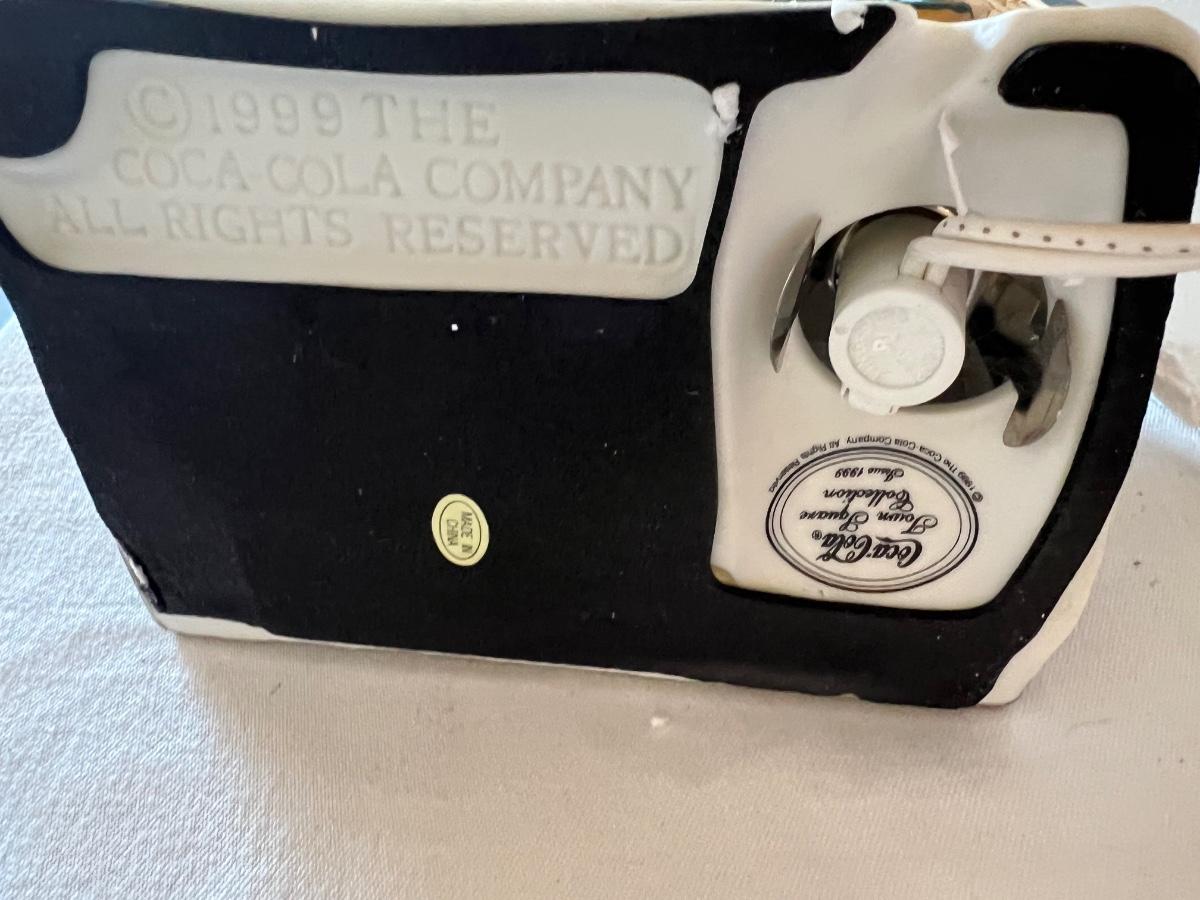 ©1999 THE
COCA-COLA COMPANY
ALL RIGHTS RESERVED
MADE IN
CHINA
Coca-Cola®
Town Square
Collection
Issue 1999
© 1999 The Coca-Cola Company All Rights Reserved